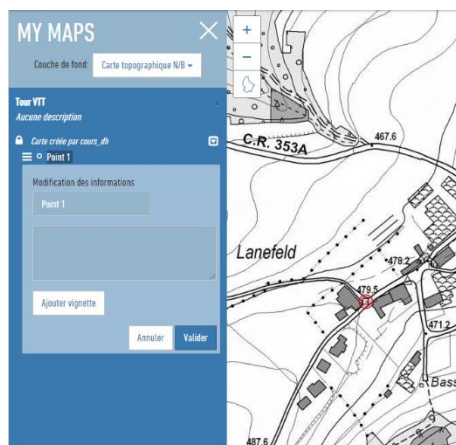 MY MAPS
Couche de fond: Carte topographique N/B
Tour VTT
Aucune description
Carte créée par cours_dh
Point 1
Modification des informations
Point 1
Ajouter vignette
Annuler Valider
+
−
C.R. 353A
467.6
Lanefeld
478.2
479.5
471.2
Bass
487.6